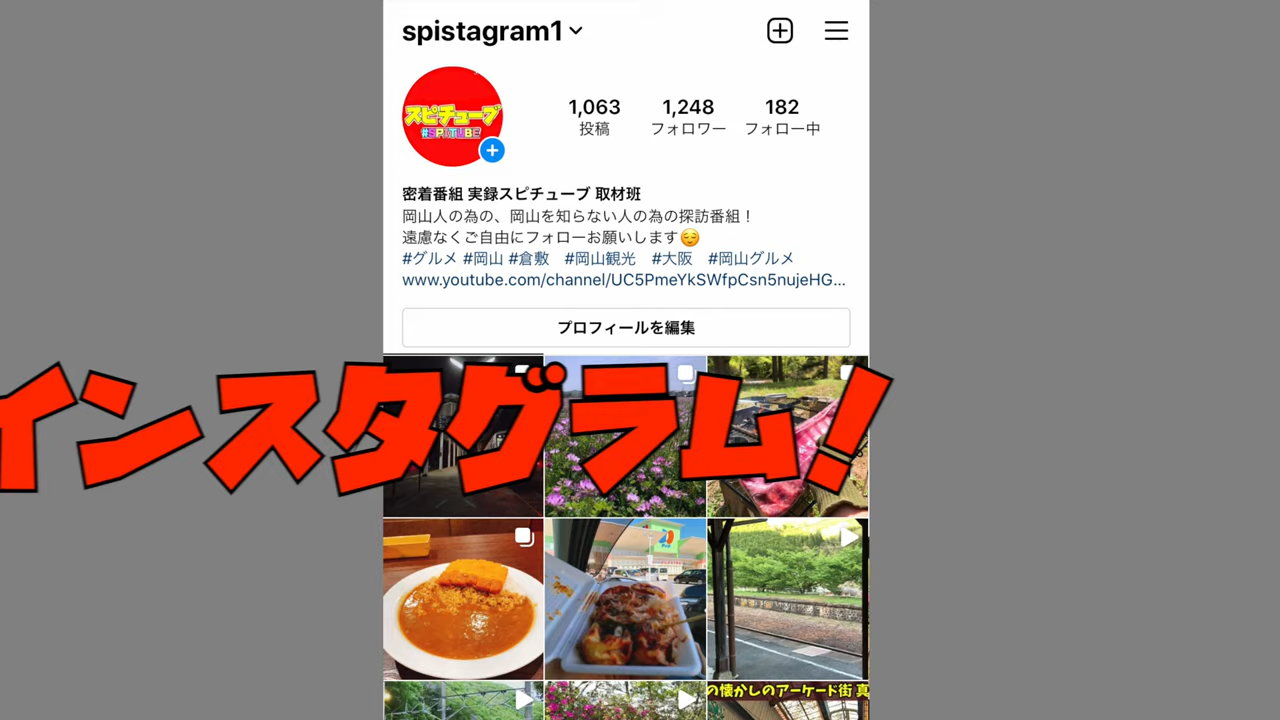 spistagram1
スピチューブ
#SPITUBE
1,063
1,248
182
投稿
フォロワー
フォロー中
密着番組 実録スピチューブ 取材班
岡山人の為の、岡山を知らない人の為の探訪番組！
遠慮なくご自由にフォローお願いします😌
#グルメ #岡山 #倉敷 #岡山観光 #大阪 #岡山グルメ
www.youtube.com/channel/UC5PmeYkSWfpCsn5nujeHG...
プロフィールを編集
インスタグラム！
の懐かしのアーケード街 真